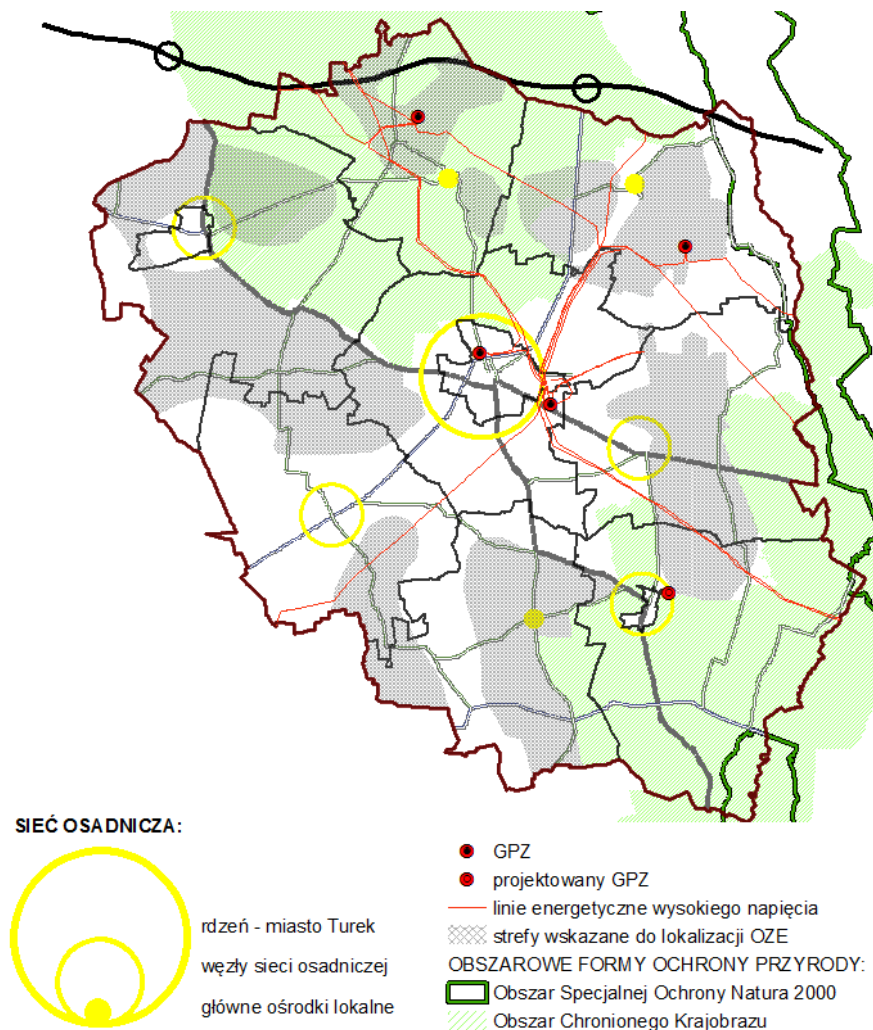 SIEĆ OSADNICZA:
rdzeń - miasto Turek
węzły sieci osadniczej
główne ośrodki lokalne
GPZ
projektowany GPZ
linie energetyczne wysokiego napięcia
strefy wskazane do lokalizacji OZE
OBSZAROWE FORMY OCHRONY PRZYRODY:
Obszar Specjalnej Ochrony Natura 2000
Obszar Chronionego Krajobrazu